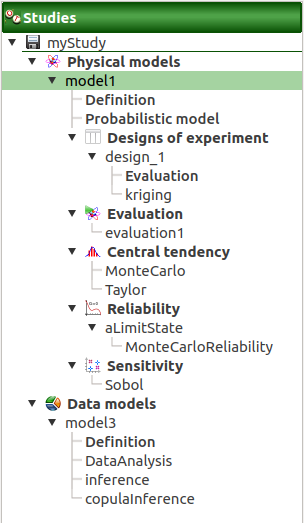 Studies
myStudy
Physical models
model1
Definition
Probabilistic model
Designs of experiment
design_1
Evaluation
kriging
Evaluation
evaluation1
Central tendency
MonteCarlo
Taylor
Reliability
aLimitState
MonteCarloReliability
Sensitivity
Sobol
Data models
model3
Definition
DataAnalysis
inference
copulaInference